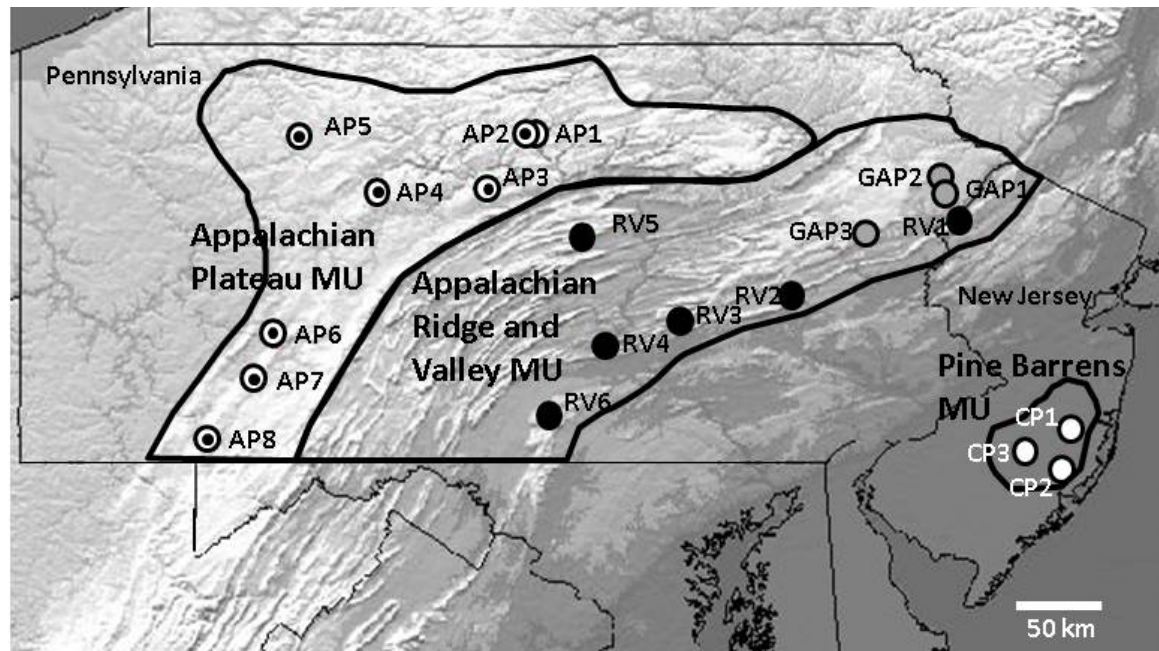 Pennsylvania
AP5
AP2
AP1
AP4
AP3
GAP2
GAP1
Appalachian
Plateau MU
RV5
GAP3
RV1
Appalachian
Ridge and
Valley MU
RV2
New Jersey
RV3
AP6
RV4
AP7
Pine Barrens
MU
RV6
CP1
AP8
CP3
CP2
50 km